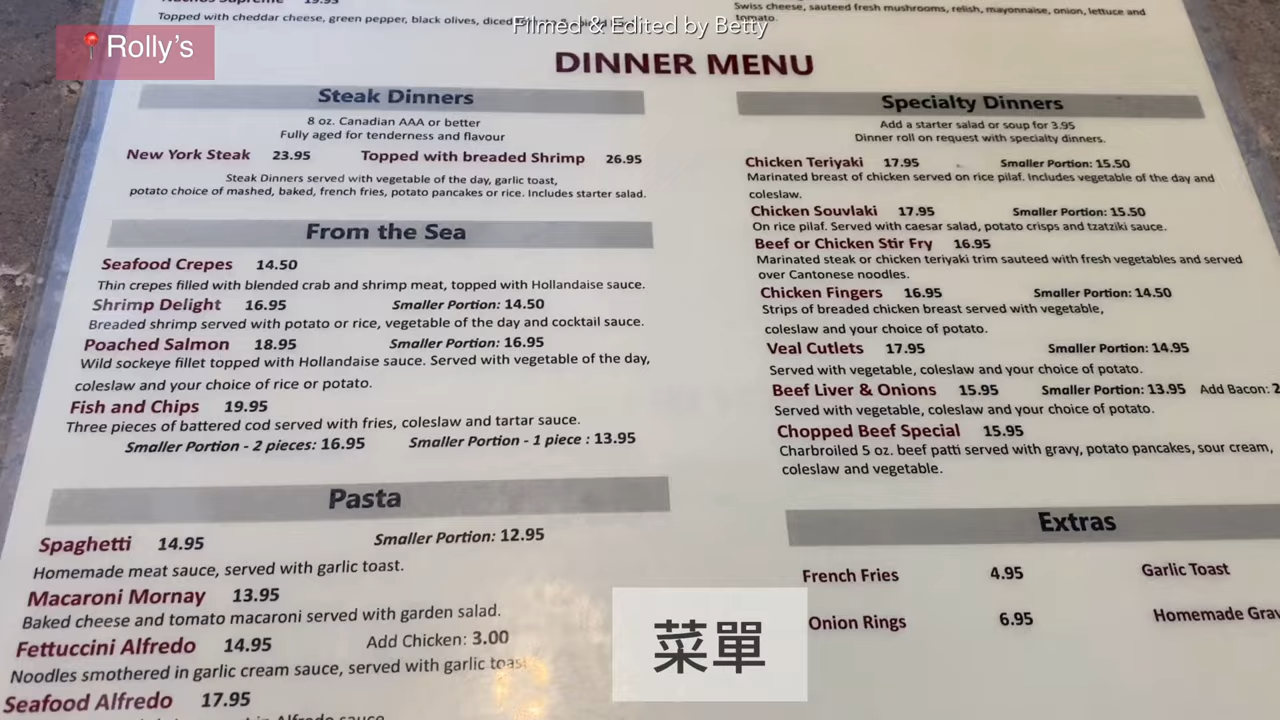 Nachos Supreme 19.95
Topped with cheddar cheese, green pepper, black olives, diced
Swiss cheese, sauteed fresh mushrooms, relish, mayonnaise, onion, lettuce and
tomato.
Filmed & Edited by Betty
📍Rolly's
DINNER MENU
Steak Dinners
8 oz. Canadian AAA or better
Fully aged for tenderness and flavour
New York Steak 23.95 Topped with breaded Shrimp 26.95
Steak Dinners served with vegetable of the day, garlic toast,
potato choice of mashed, baked, french fries, potato pancakes or rice. Includes starter salad.
From the Sea
Seafood Crepes 14.50
Thin crepes filled with blended crab and shrimp meat, topped with Hollandaise sauce.
Shrimp Delight 16.95 Smaller Portion: 14.50
Breaded shrimp served with potato or rice, vegetable of the day and cocktail sauce.
Poached Salmon 18.95 Smaller Portion: 16.95
Wild sockeye fillet topped with Hollandaise sauce. Served with vegetable of the day,
coleslaw and your choice of rice or potato.
Fish and Chips 19.95
Three pieces of battered cod served with fries, coleslaw and tartar sauce.
Smaller Portion - 2 pieces: 16.95 Smaller Portion - 1 piece : 13.95
Pasta
Spaghetti 14.95 Smaller Portion: 12.95
Homemade meat sauce, served with garlic toast.
Macaroni Mornay 13.95
Baked cheese and tomato macaroni served with garden salad.
Fettuccini Alfredo 14.95 Add Chicken: 3.00
Noodles smothered in garlic cream sauce, served with garlic toast
Seafood Alfredo 17.95
Alfredo sauce
Specialty Dinners
Add a starter salad or soup for 3.95
Dinner roll on request with specialty dinners.
Chicken Teriyaki 17.95 Smaller Portion: 15.50
Marinated breast of chicken served on rice pilaf. Includes vegetable of the day and
coleslaw.
Chicken Souvlaki 17.95 Smaller Portion: 15.50
On rice pilaf. Served with caesar salad, potato crisps and tzatziki sauce.
Beef or Chicken Stir Fry 16.95
Marinated steak or chicken teriyaki trim sauteed with fresh vegetables and served
over Cantonese noodles.
Chicken Fingers 16.95 Smaller Portion: 14.50
Strips of breaded chicken breast served with vegetable,
coleslaw and your choice of potato.
Veal Cutlets 17.95 Smaller Portion: 14.95
Served with vegetable, coleslaw and your choice of potato.
Beef Liver & Onions 15.95 Smaller Portion: 13.95 Add Bacon: 2
Served with vegetable, coleslaw and your choice of potato.
Chopped Beef Special 15.95
Charbroiled 5 oz. beef patti served with gravy, potato pancakes, sour cream,
coleslaw and vegetable.
Extras
French Fries 4.95 Garlic Toast
Onion Rings 6.95 Homemade Grav
菜單